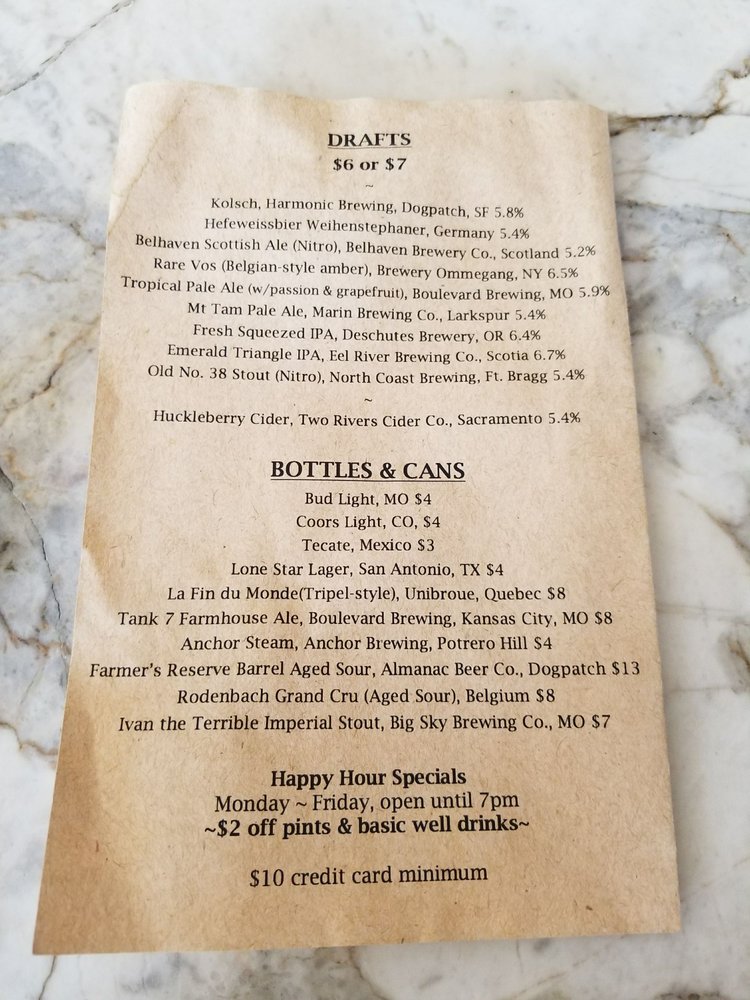 DRAFTS
$6 or $7
~
Kolsch, Harmonic Brewing, Dogpatch, SF 5.8%
Hefeweissbier Weihenstephaner, Germany 5.4%
Belhaven Scottish Ale (Nitro), Belhaven Brewery Co., Scotland 5.2%
Rare Vos (Belgian-style amber), Brewery Ommegang, NY 6.5%
Tropical Pale Ale (w/passion & grapefruit), Boulevard Brewing, MO 5.9%
Mt Tam Pale Ale, Marin Brewing Co., Larkspur 5.4%
Fresh Squeezed IPA, Deschutes Brewery, OR 6.4%
Emerald Triangle IPA, Eel River Brewing Co., Scotia 6.7%
Old No. 38 Stout (Nitro), North Coast Brewing, Ft. Bragg 5.4%
~
Huckleberry Cider, Two Rivers Cider Co., Sacramento 5.4%
BOTTLES & CANS
Bud Light, MO $4
Coors Light, CO, $4
Tecate, Mexico $3
Lone Star Lager, San Antonio, TX $4
La Fin du Monde(Tripel-style), Unibroue, Quebec $8
Tank 7 Farmhouse Ale, Boulevard Brewing, Kansas City, MO $8
Anchor Steam, Anchor Brewing, Potrero Hill $4
Farmer's Reserve Barrel Aged Sour, Almanac Beer Co., Dogpatch $13
Rodenbach Grand Cru (Aged Sour), Belgium $8
Ivan the Terrible Imperial Stout, Big Sky Brewing Co., MO $7
Happy Hour Specials
Monday ~ Friday, open until 7pm
~$2 off pints & basic well drinks~
$10 credit card minimum